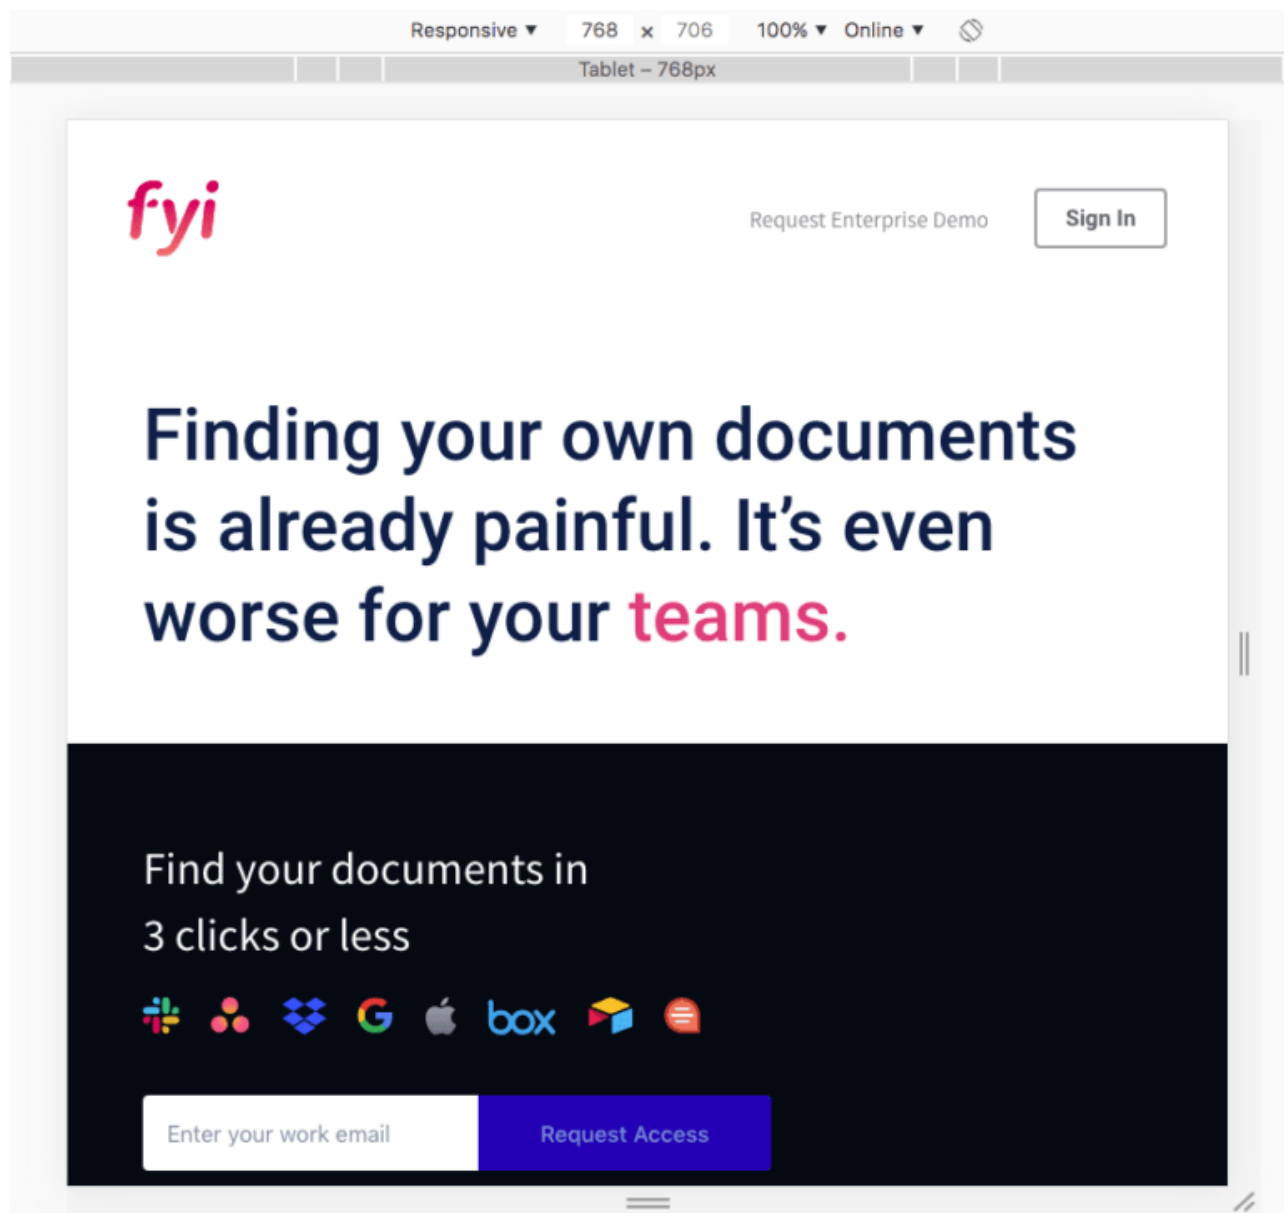 Responsive ▼ 768 x 706 100% ▼ Online ▼
Tablet – 768px
fyi
Request Enterprise Demo
Sign In
Finding your own documents
is already painful. It’s even
worse for your teams.
Find your documents in
3 clicks or less
box
Enter your work email
Request Access